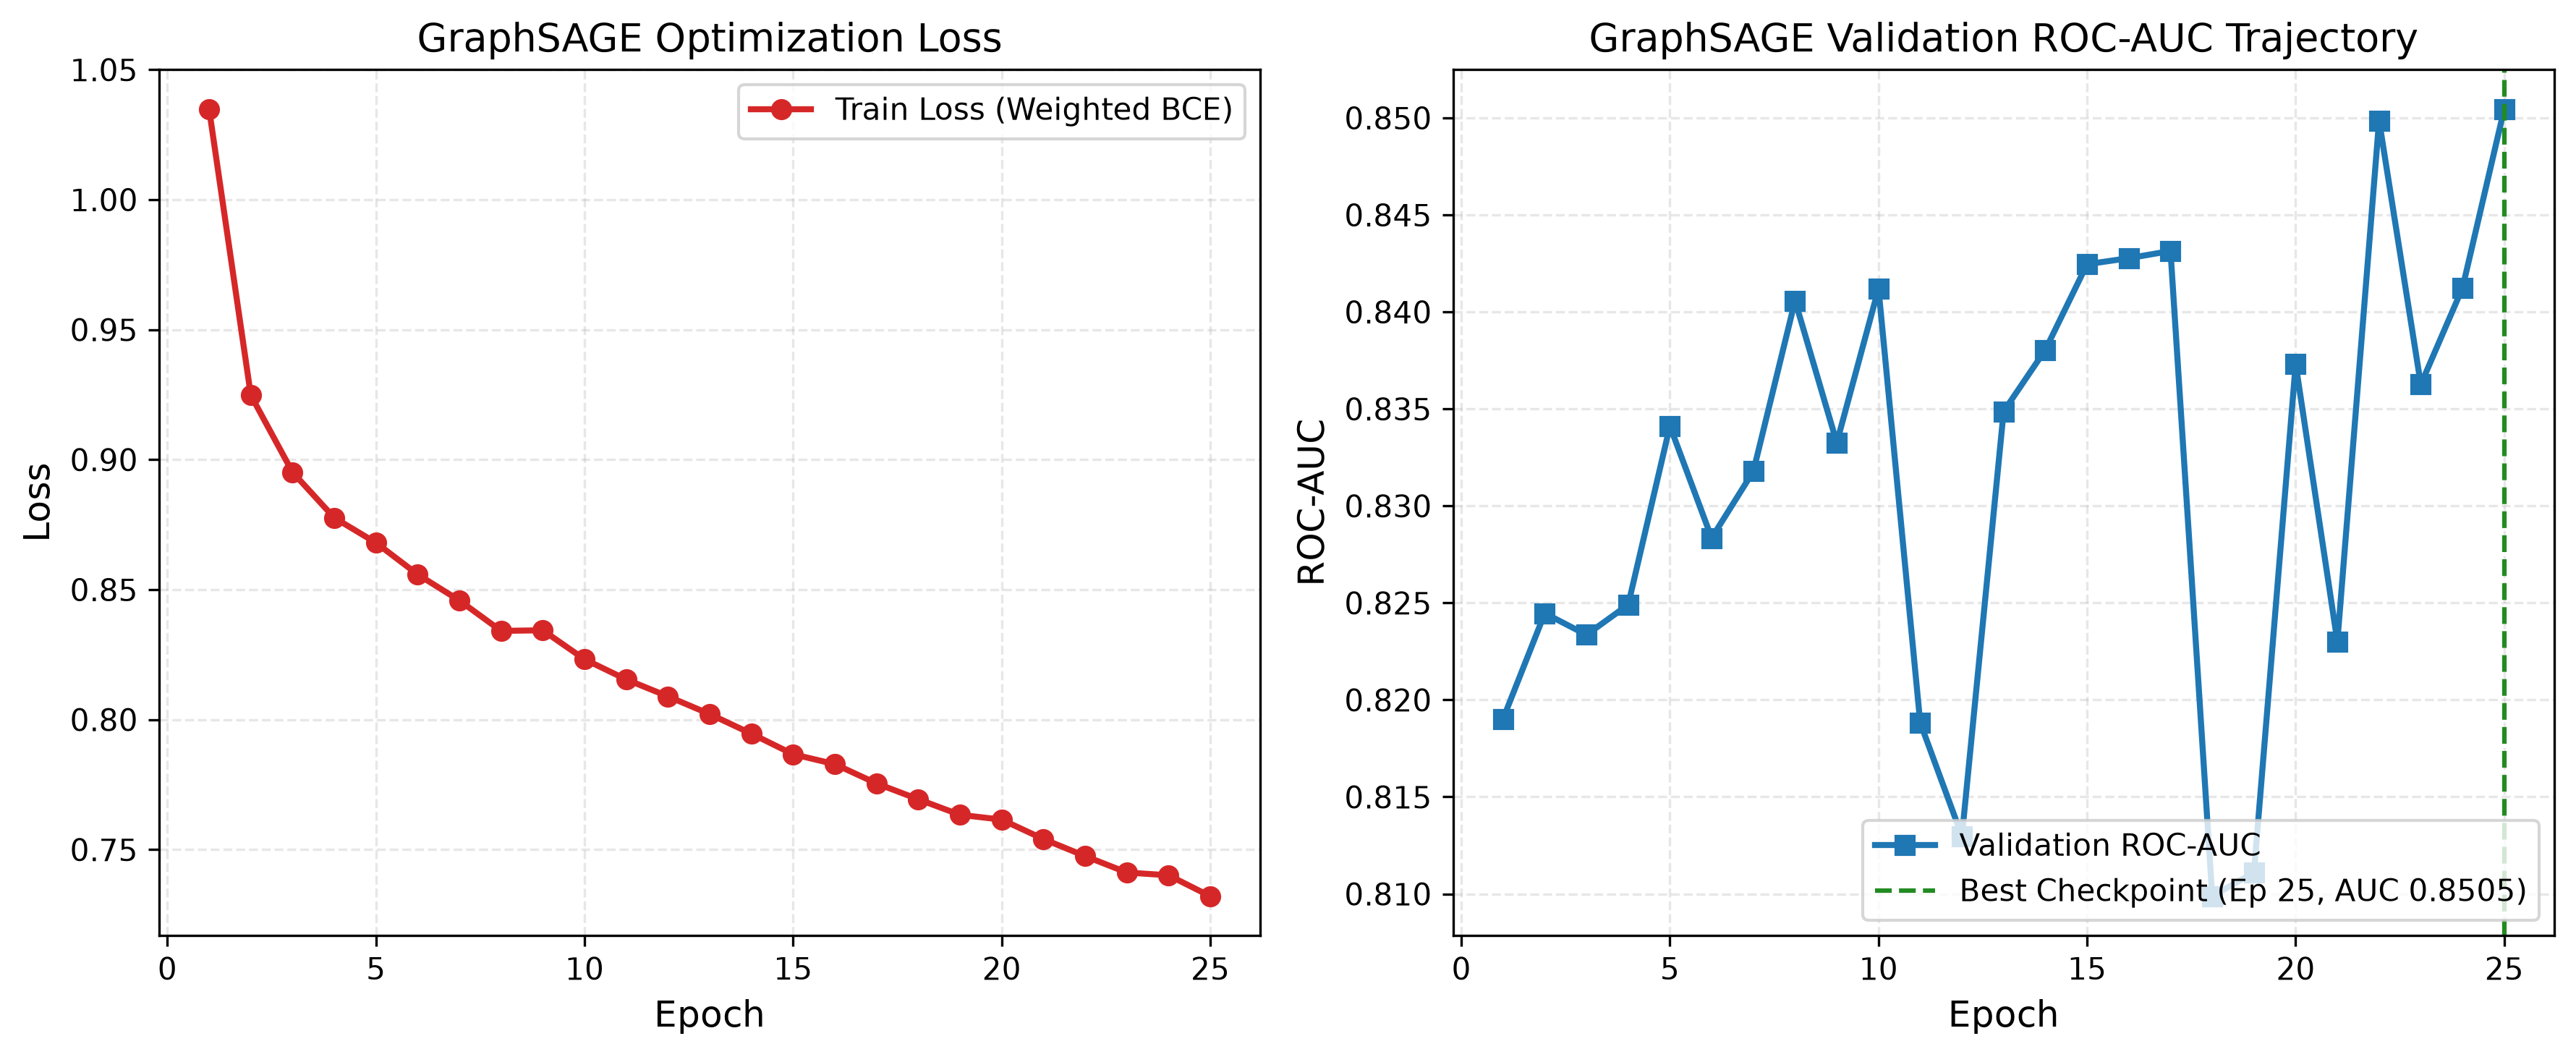 GraphSAGE Optimization Loss
1.05
1.00
0.95
0.90
0.85
0.80
0.75
Loss
Train Loss (Weighted BCE)
0 5 10 15 20 25
Epoch
GraphSAGE Validation ROC-AUC Trajectory
0.850
0.845
0.840
0.835
0.830
0.825
0.820
0.815
0.810
ROC-AUC
Validation ROC-AUC
Best Checkpoint (Ep 25, AUC 0.8505)
0 5 10 15 20 25
Epoch